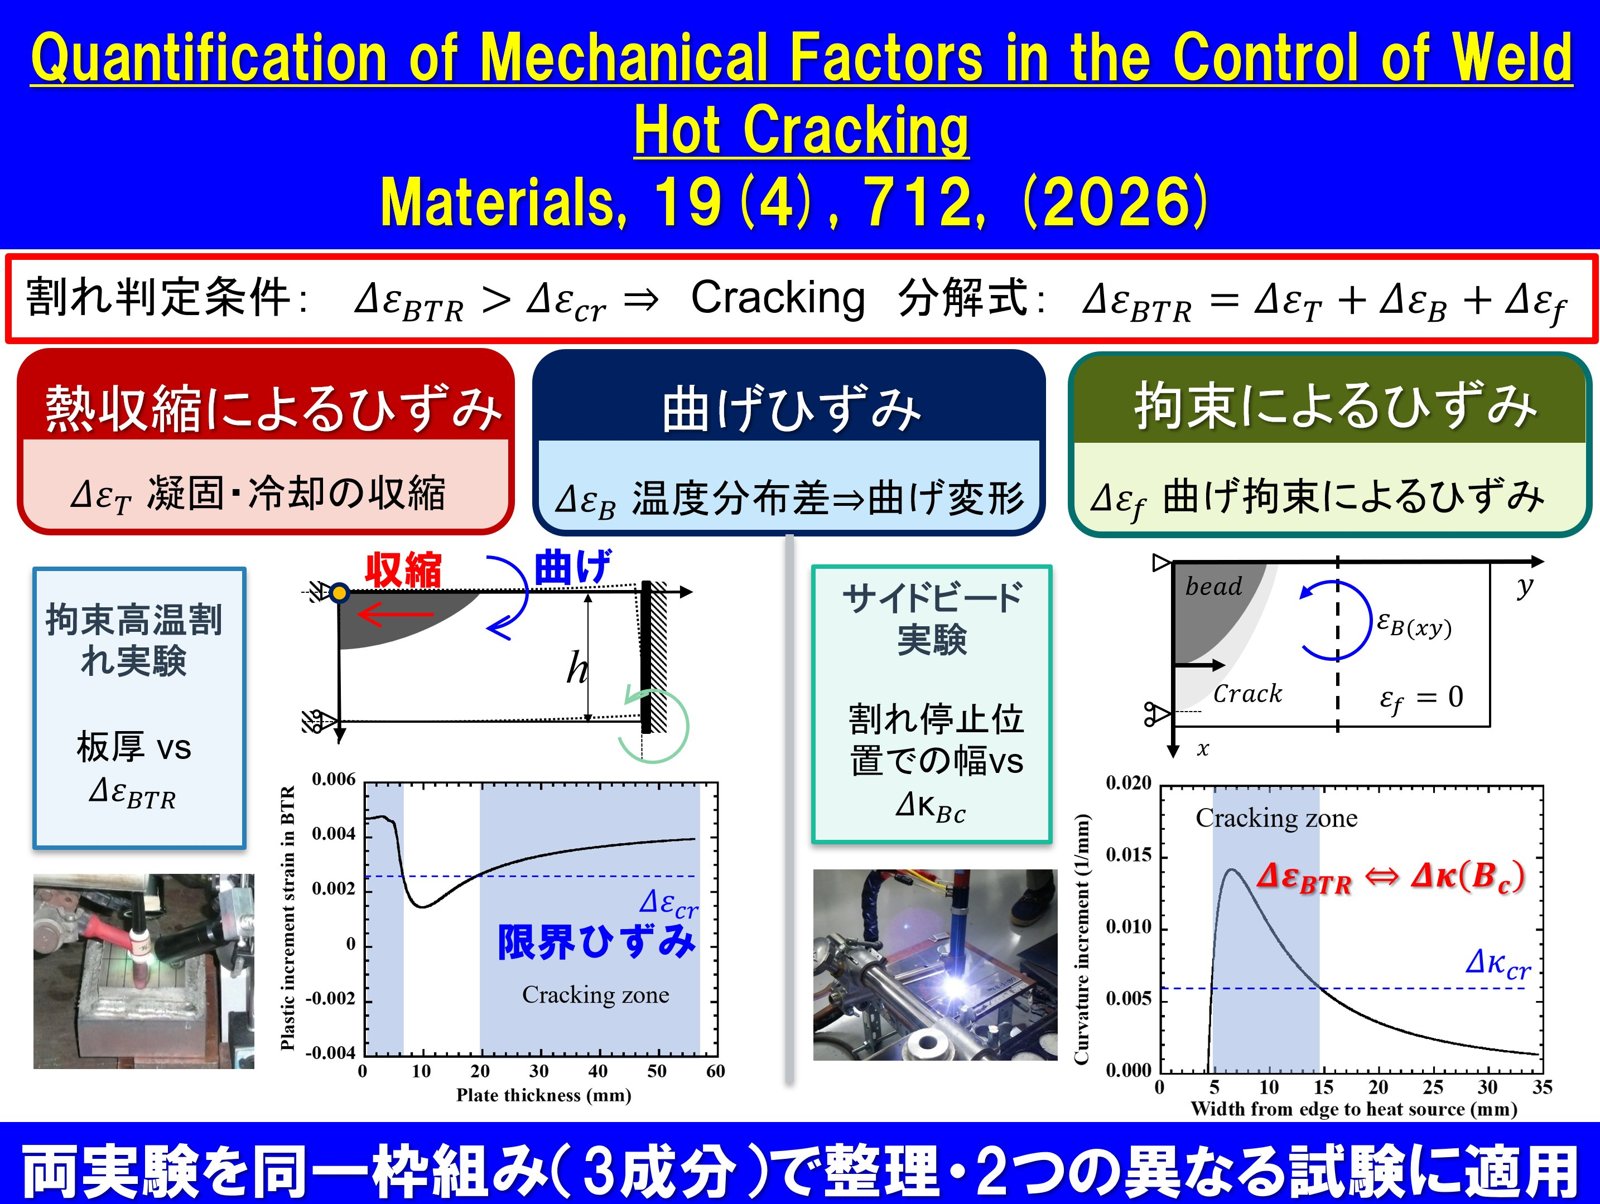 Quantification of Mechanical Factors in the Control of Weld
Hot Cracking
Materials, 19(4), 712, (2026)
割れ判定条件： Δε_BTR > Δε_cr ⇒ Cracking 分解式： Δε_BTR = Δε_T + Δε_B + Δε_f
熱収縮によるひずみ
Δε_T 凝固・冷却の収縮
曲げひずみ
Δε_B 温度分布差⇒曲げ変形
拘束によるひずみ
Δε_f 曲げ拘束によるひずみ
拘束高温割
れ実験
板厚 vs
Δε_BTR
収縮
曲げ
h
Plastic increment strain in BTR
0.006
0.004
0.002
0
-0.002
-0.004
Δε_cr
限界ひずみ
Cracking zone
0 10 20 30 40 50 60
Plate thickness (mm)
サイドビード
実験
割れ停止位
置での幅vs
Δκ_Bc
bead
y
ε_B(xy)
Crack
ε_f = 0
x
Curvature increment (1/mm)
0.020
0.015
0.010
0.005
0.000
Cracking zone
Δε_BTR ⇔ Δκ(B_c)
Δκ_cr
0 5 10 15 20 25 30 35
Width from edge to heat source (mm)
両実験を同一枠組み（3成分）で整理・2つの異なる試験に適用